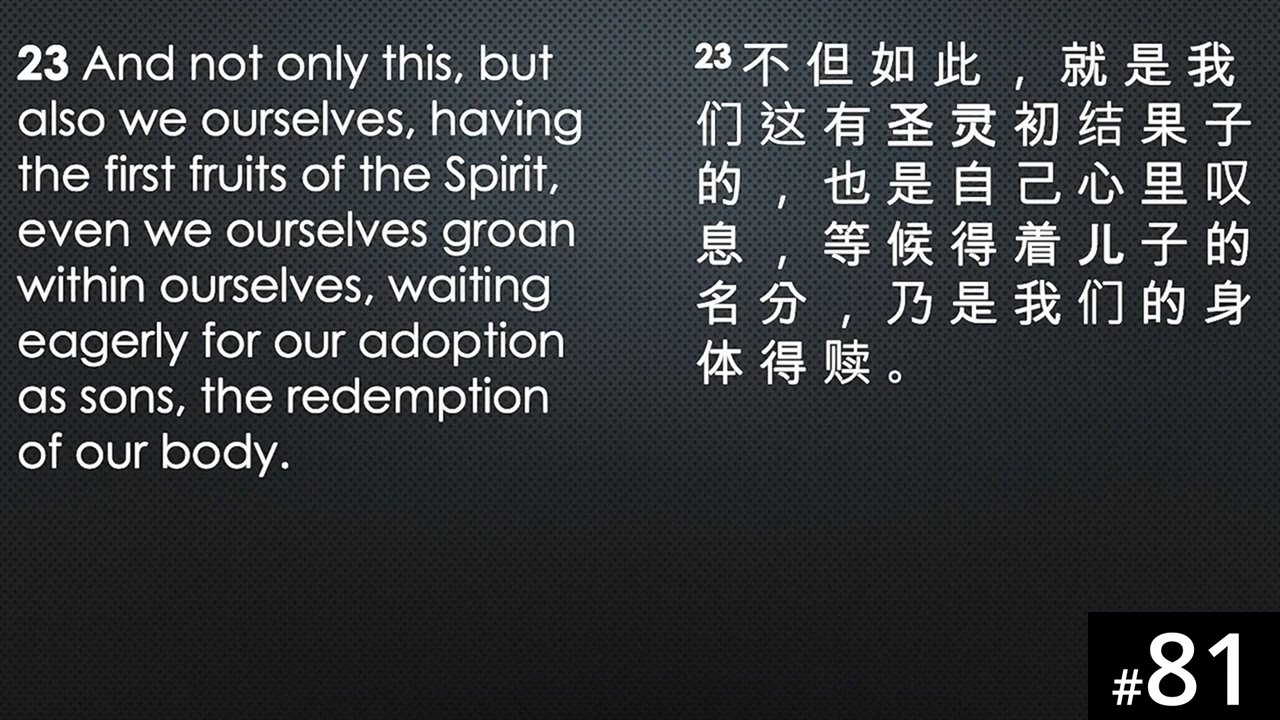 23 And not only this, but
also we ourselves, having
the first fruits of the Spirit,
even we ourselves groan
within ourselves, waiting
eagerly for our adoption
as sons, the redemption
of our body.
23不但如此，就是我
们这有圣灵初结果子
的，也是自己心里叹
息，等候得着儿子的
名分，乃是我们的身
体得赎。
#81